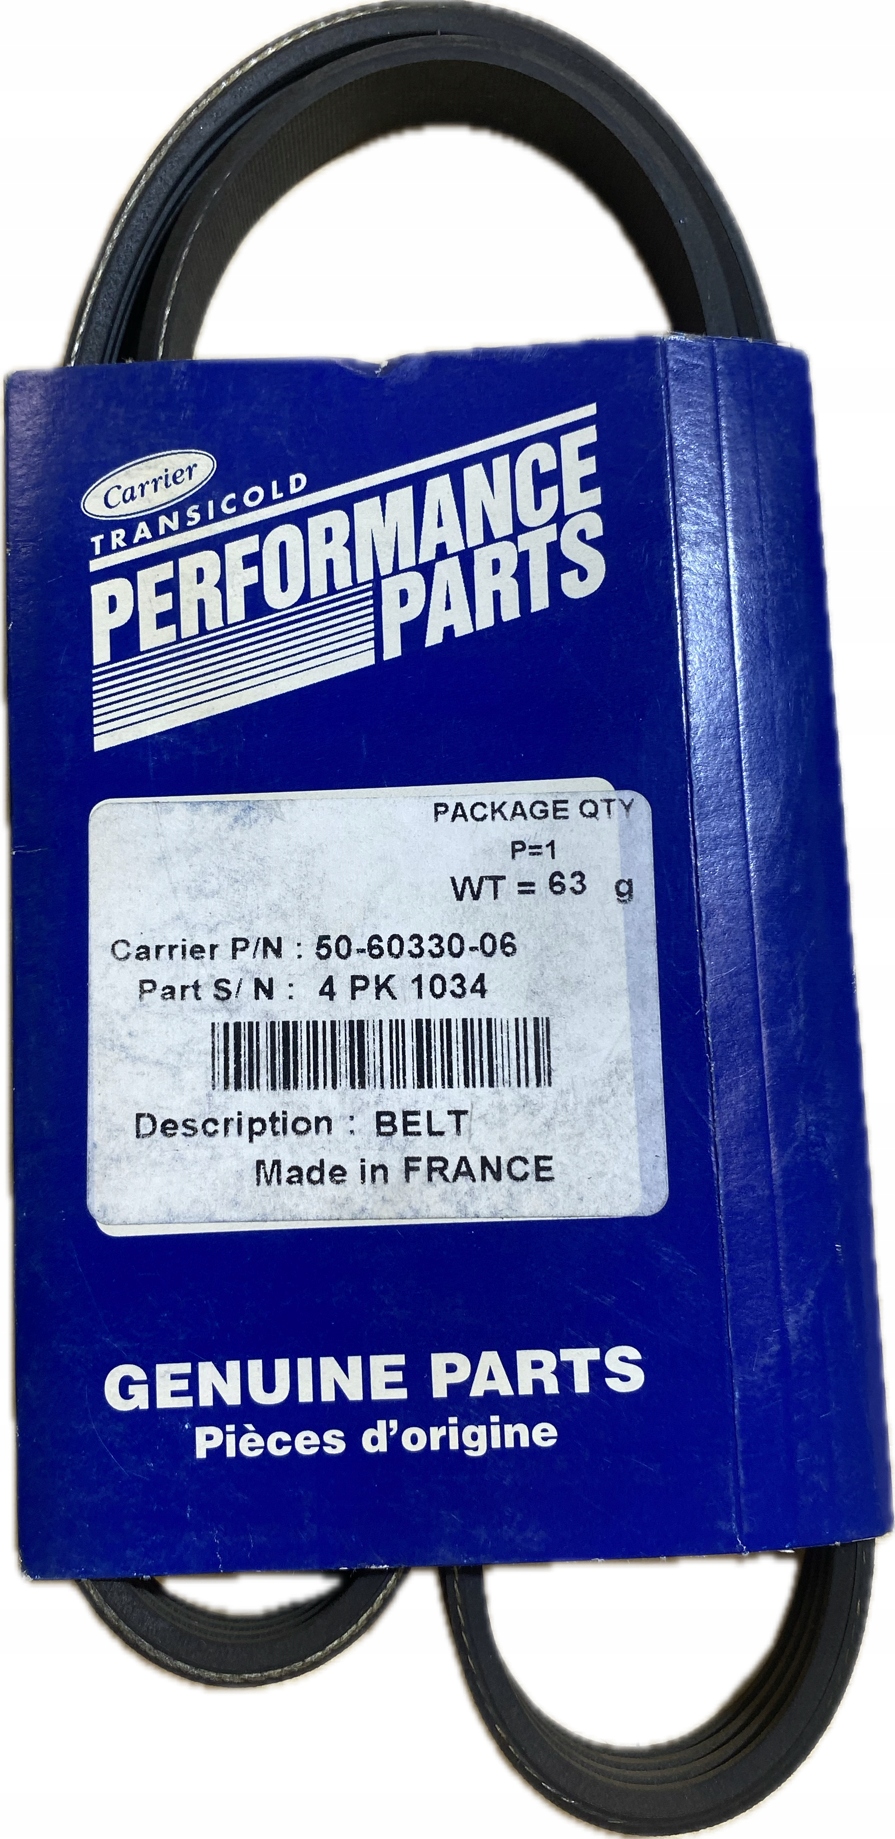 Carrier
TRANSICOLD
PERFORMANCE
PARTS
PACKAGE QTY
P=1
WT = 63 g
Carrier P/N : 50-60330-06
Part S/ N : 4 PK 1034
Description : BELT
Made in FRANCE
GENUINE PARTS
Pièces d'origine